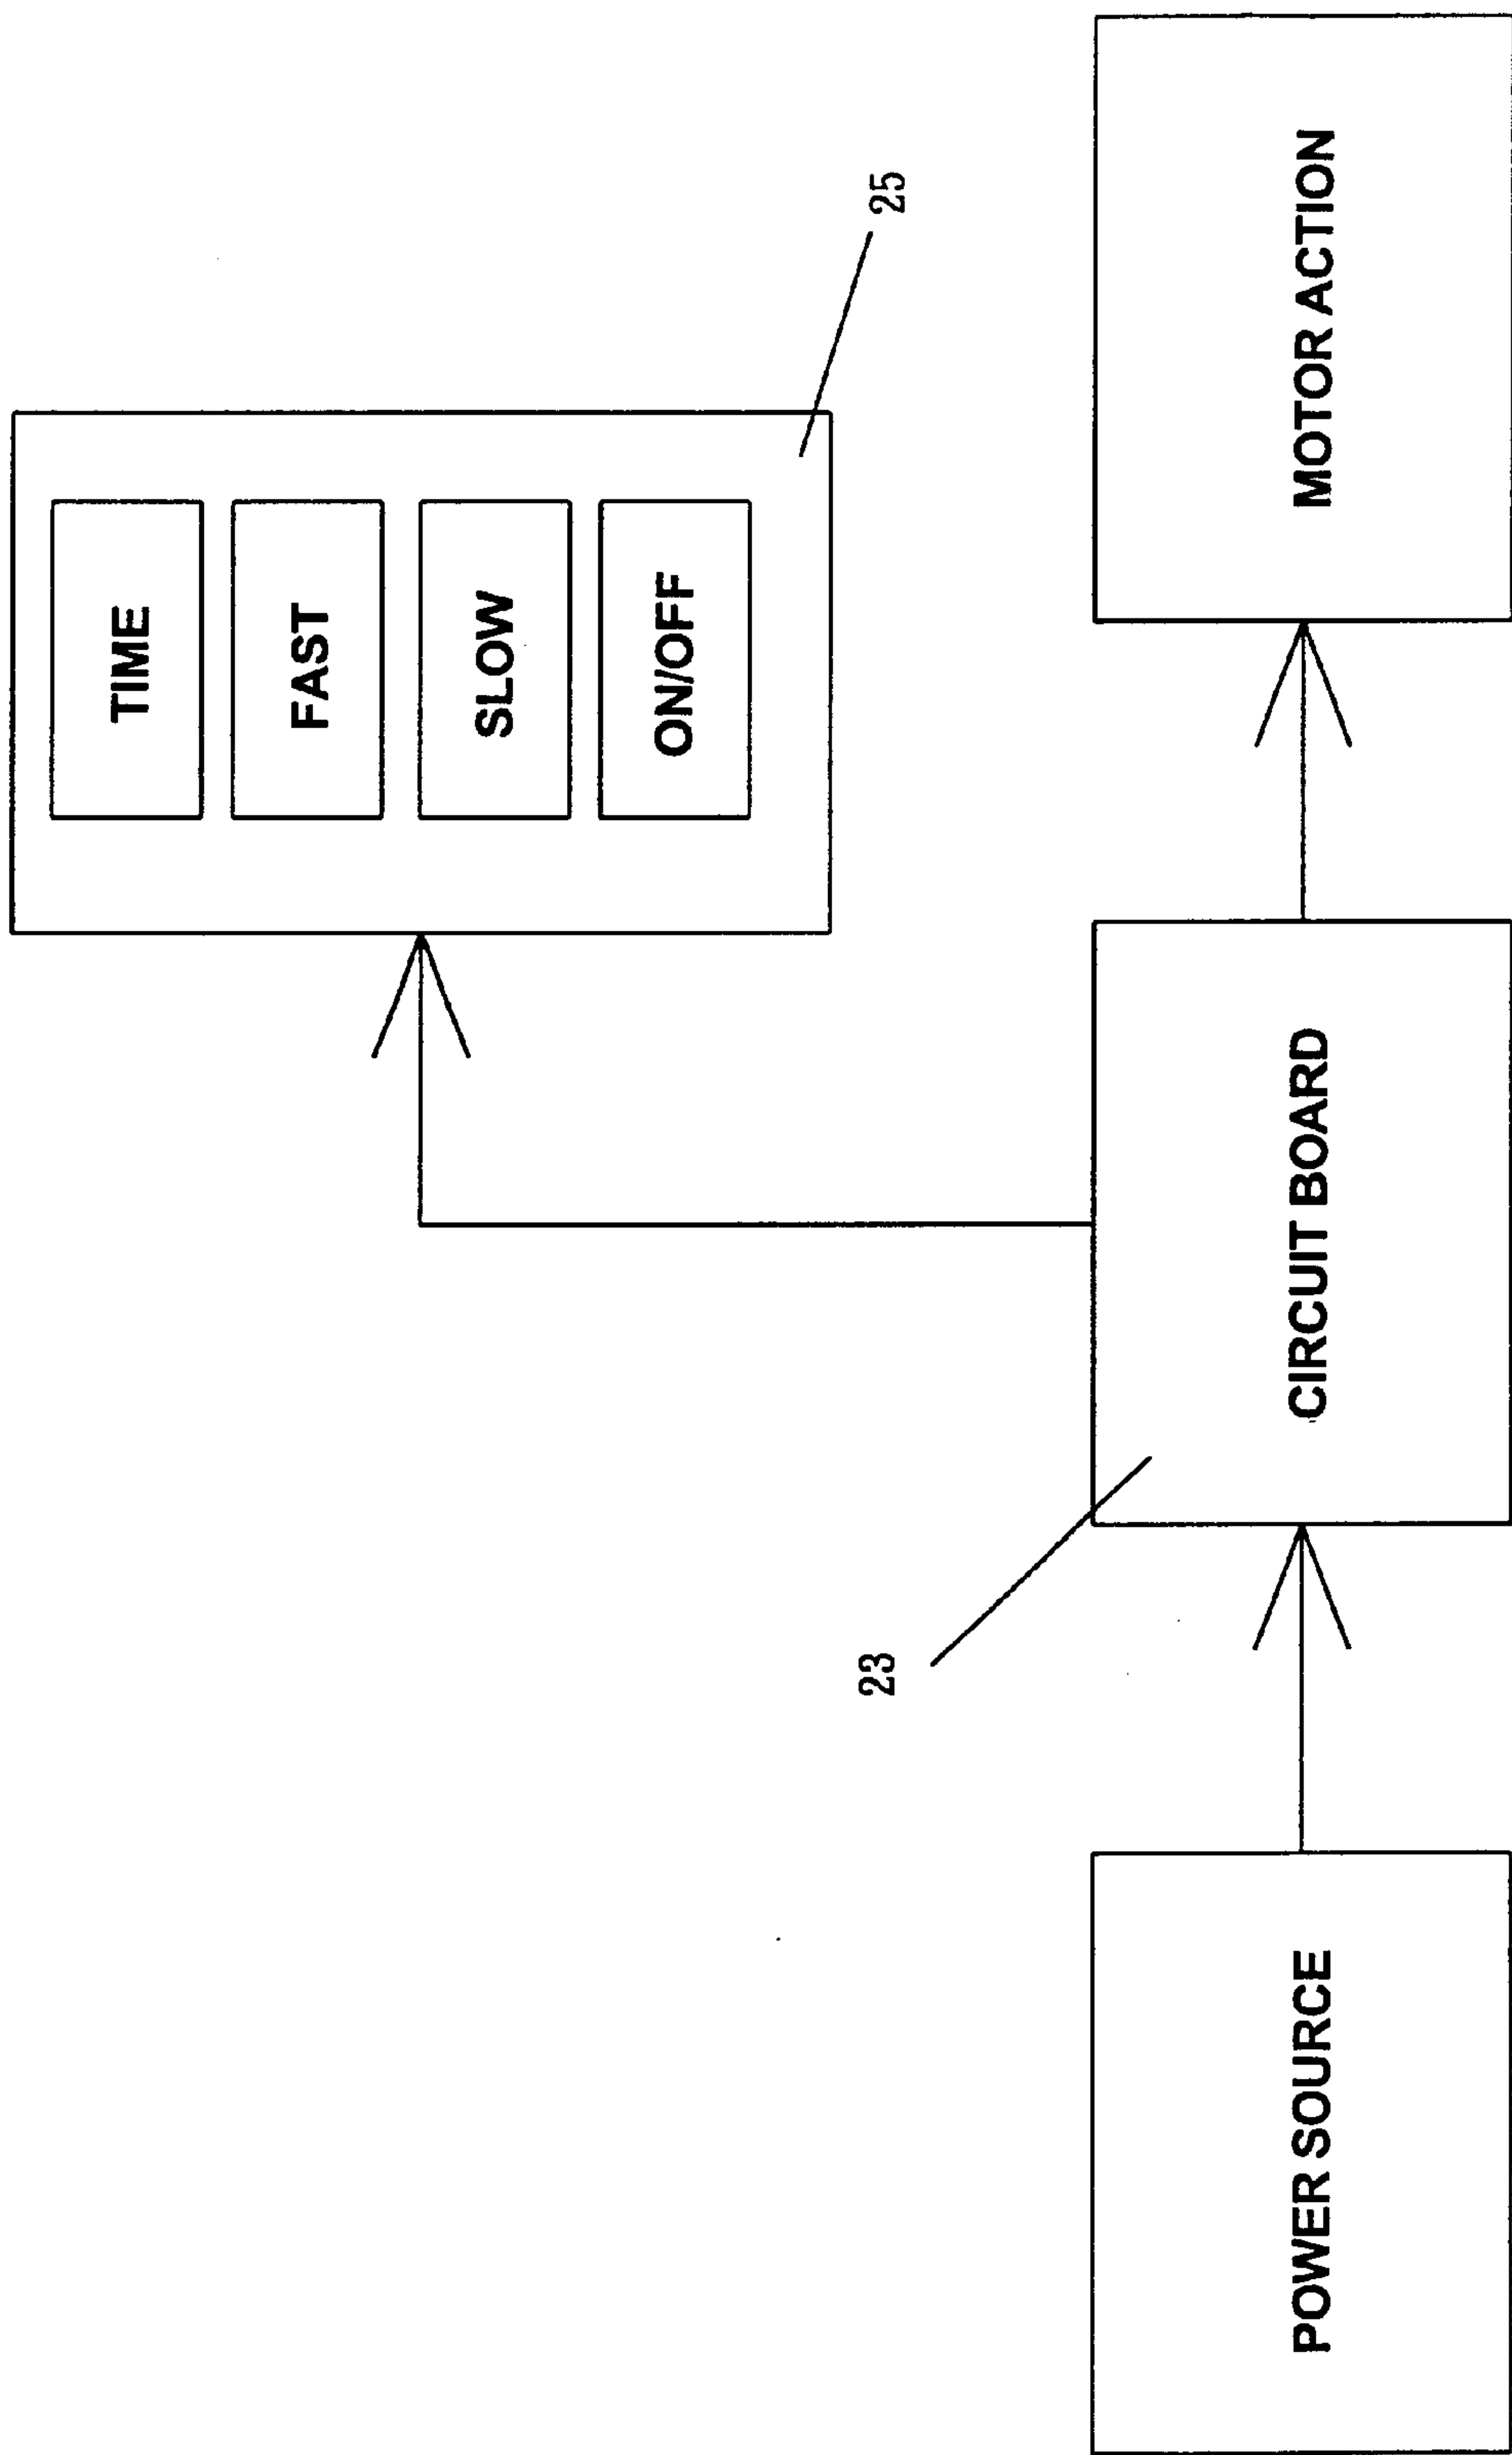 TIME
FAST
SLOW
ON/OFF
25
23
POWER SOURCE
CIRCUIT BOARD
MOTOR ACTION